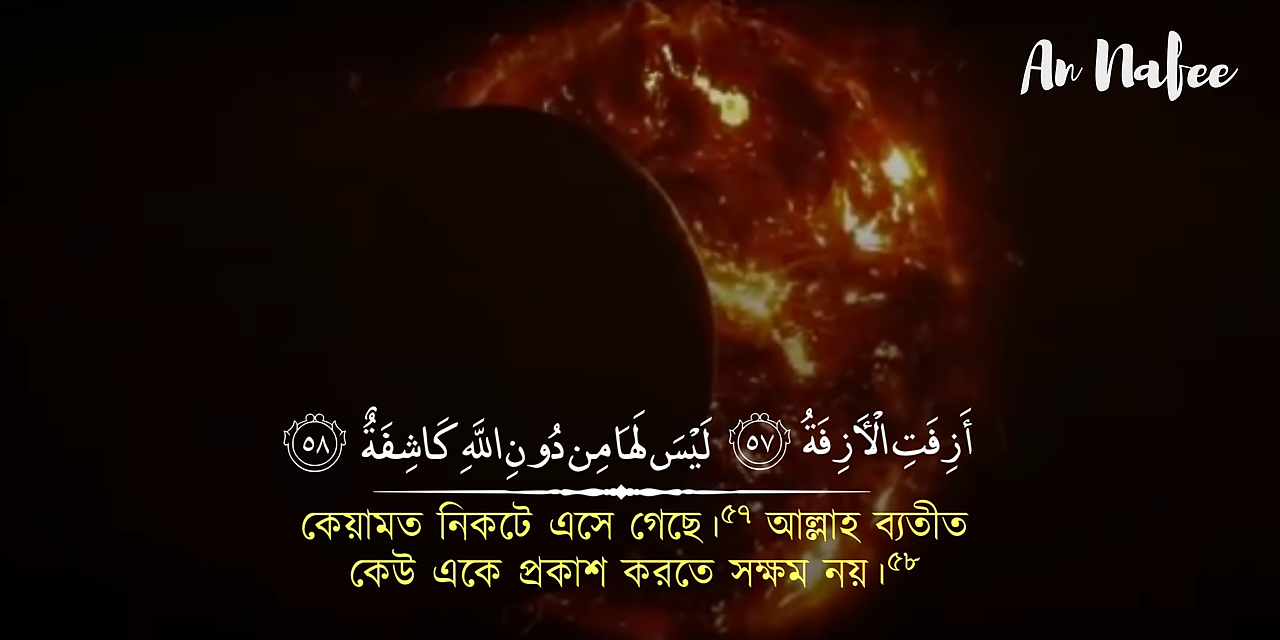 An Nafee
أَزِفَتِ الْآزِفَةُ ٥٧ لَيْسَ لَهَا مِن دُونِ اللَّهِ كَاشِفَةٌ ٥٨
কেয়ামত নিকটে এসে গেছে।৫৭ আল্লাহ ব্যতীত
কেউ একে প্রকাশ করতে সক্ষম নয়।৫৮